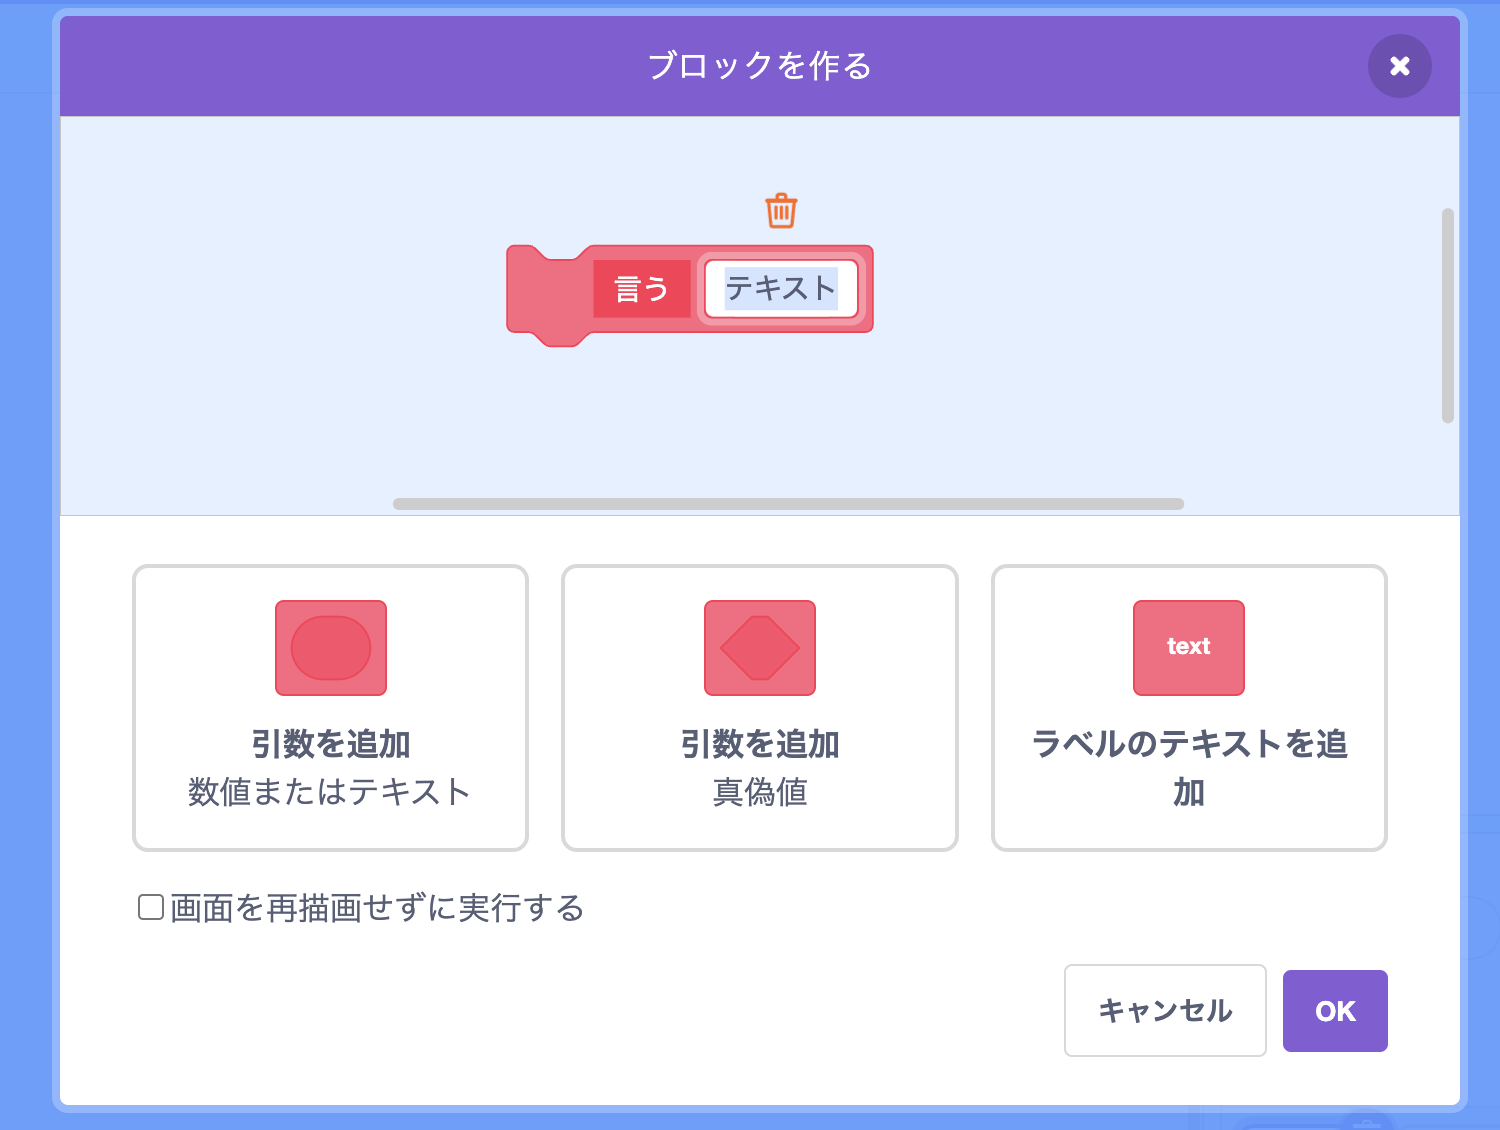 ブロックを作る
言う テキスト
引数を追加
数値またはテキスト
引数を追加
真偽値
text
ラベルのテキストを追
加
画面を再描画せずに実行する
キャンセル
OK